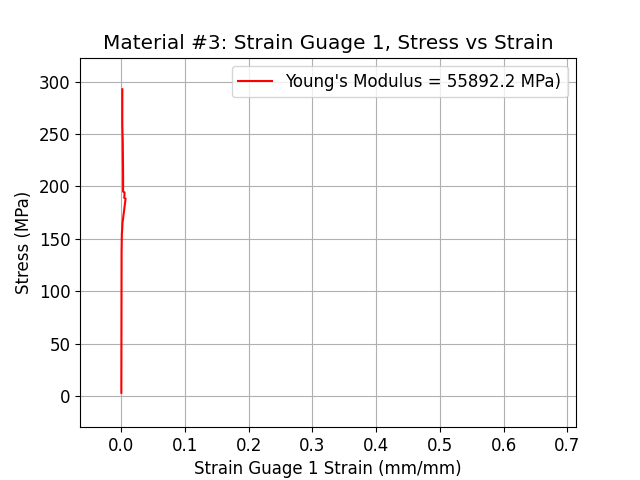 Material #3: Strain Guage 1, Stress vs Strain
Young's Modulus = 55892.2 MPa)
300
250
200
150
100
50
0
Stress (MPa)
0.0 0.1 0.2 0.3 0.4 0.5 0.6 0.7
Strain Guage 1 Strain (mm/mm)